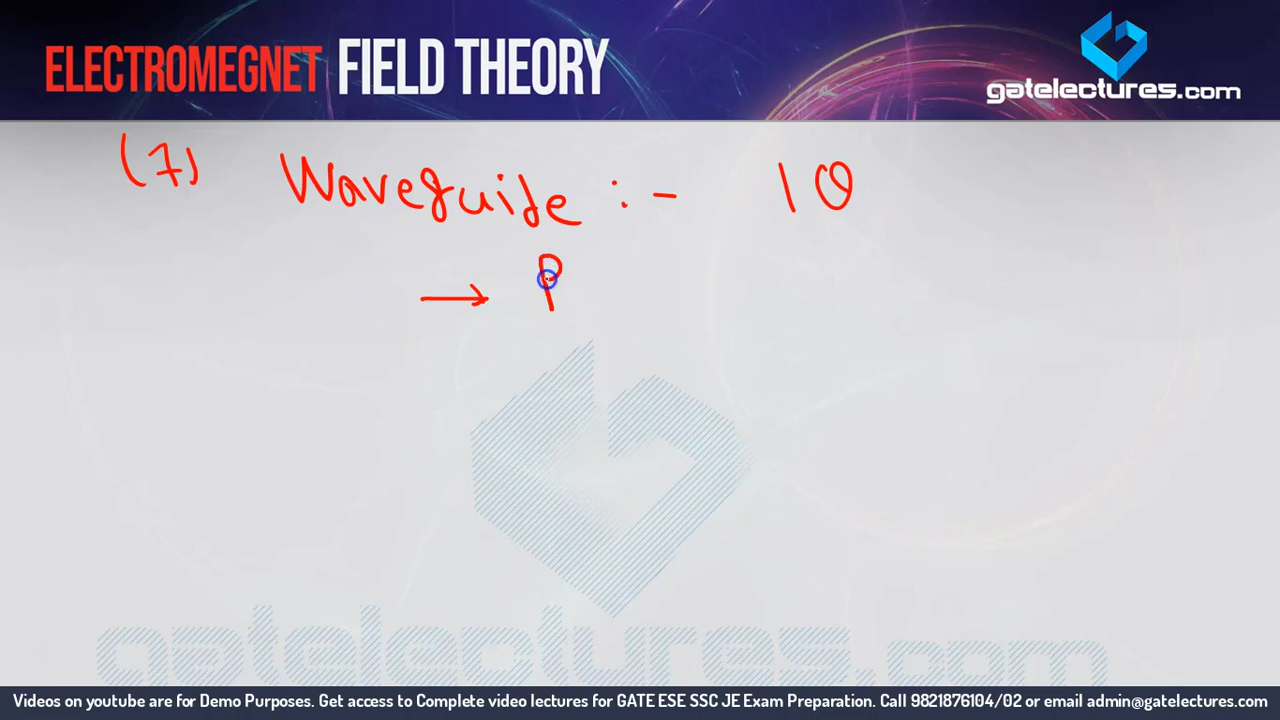 ELECTROMEGNET FIELD THEORY
gatelectures.com
(7) Waveguide :- 10
→ P
gatelectures.com
Videos on youtube are for Demo Purposes. Get access to Complete video lectures for GATE ESE SSC JE Exam Preparation. Call 9821876104/02 or email admin@gatelectures.com